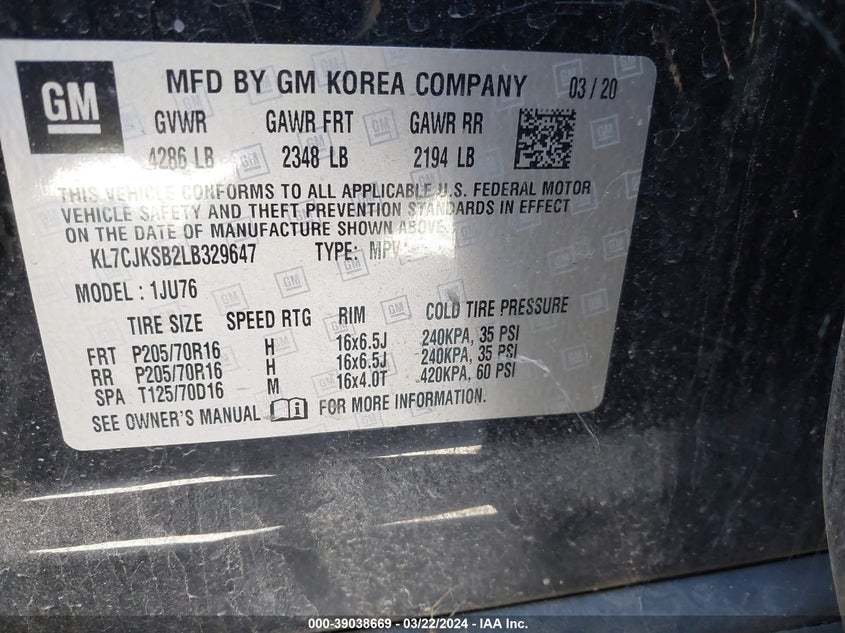 GM
MFD BY GM KOREA COMPANY 03/20
GVWR GAWR FRT GAWR RR
4286 LB 2348 LB 2194 LB
THIS VEHICLE CONFORMS TO ALL APPLICABLE U.S. FEDERAL MOTOR
VEHICLE SAFETY AND THEFT PREVENTION STANDARDS IN EFFECT
ON THE DATE OF MANUFACTURE SHOWN ABOVE.
KL7CJKSB2LB329647 TYPE: MPV
MODEL : 1JU76
TIRE SIZE SPEED RTG RIM COLD TIRE PRESSURE
FRT P205/70R16 H 16x6.5J 240KPA, 35 PSI
RR P205/70R16 H 16x6.5J 240KPA, 35 PSI
SPA T125/70D16 M 16x4.0T 420KPA, 60 PSI
SEE OWNER'S MANUAL FOR MORE INFORMATION.
000-39038669 - 03/22/2024 - IAA Inc.